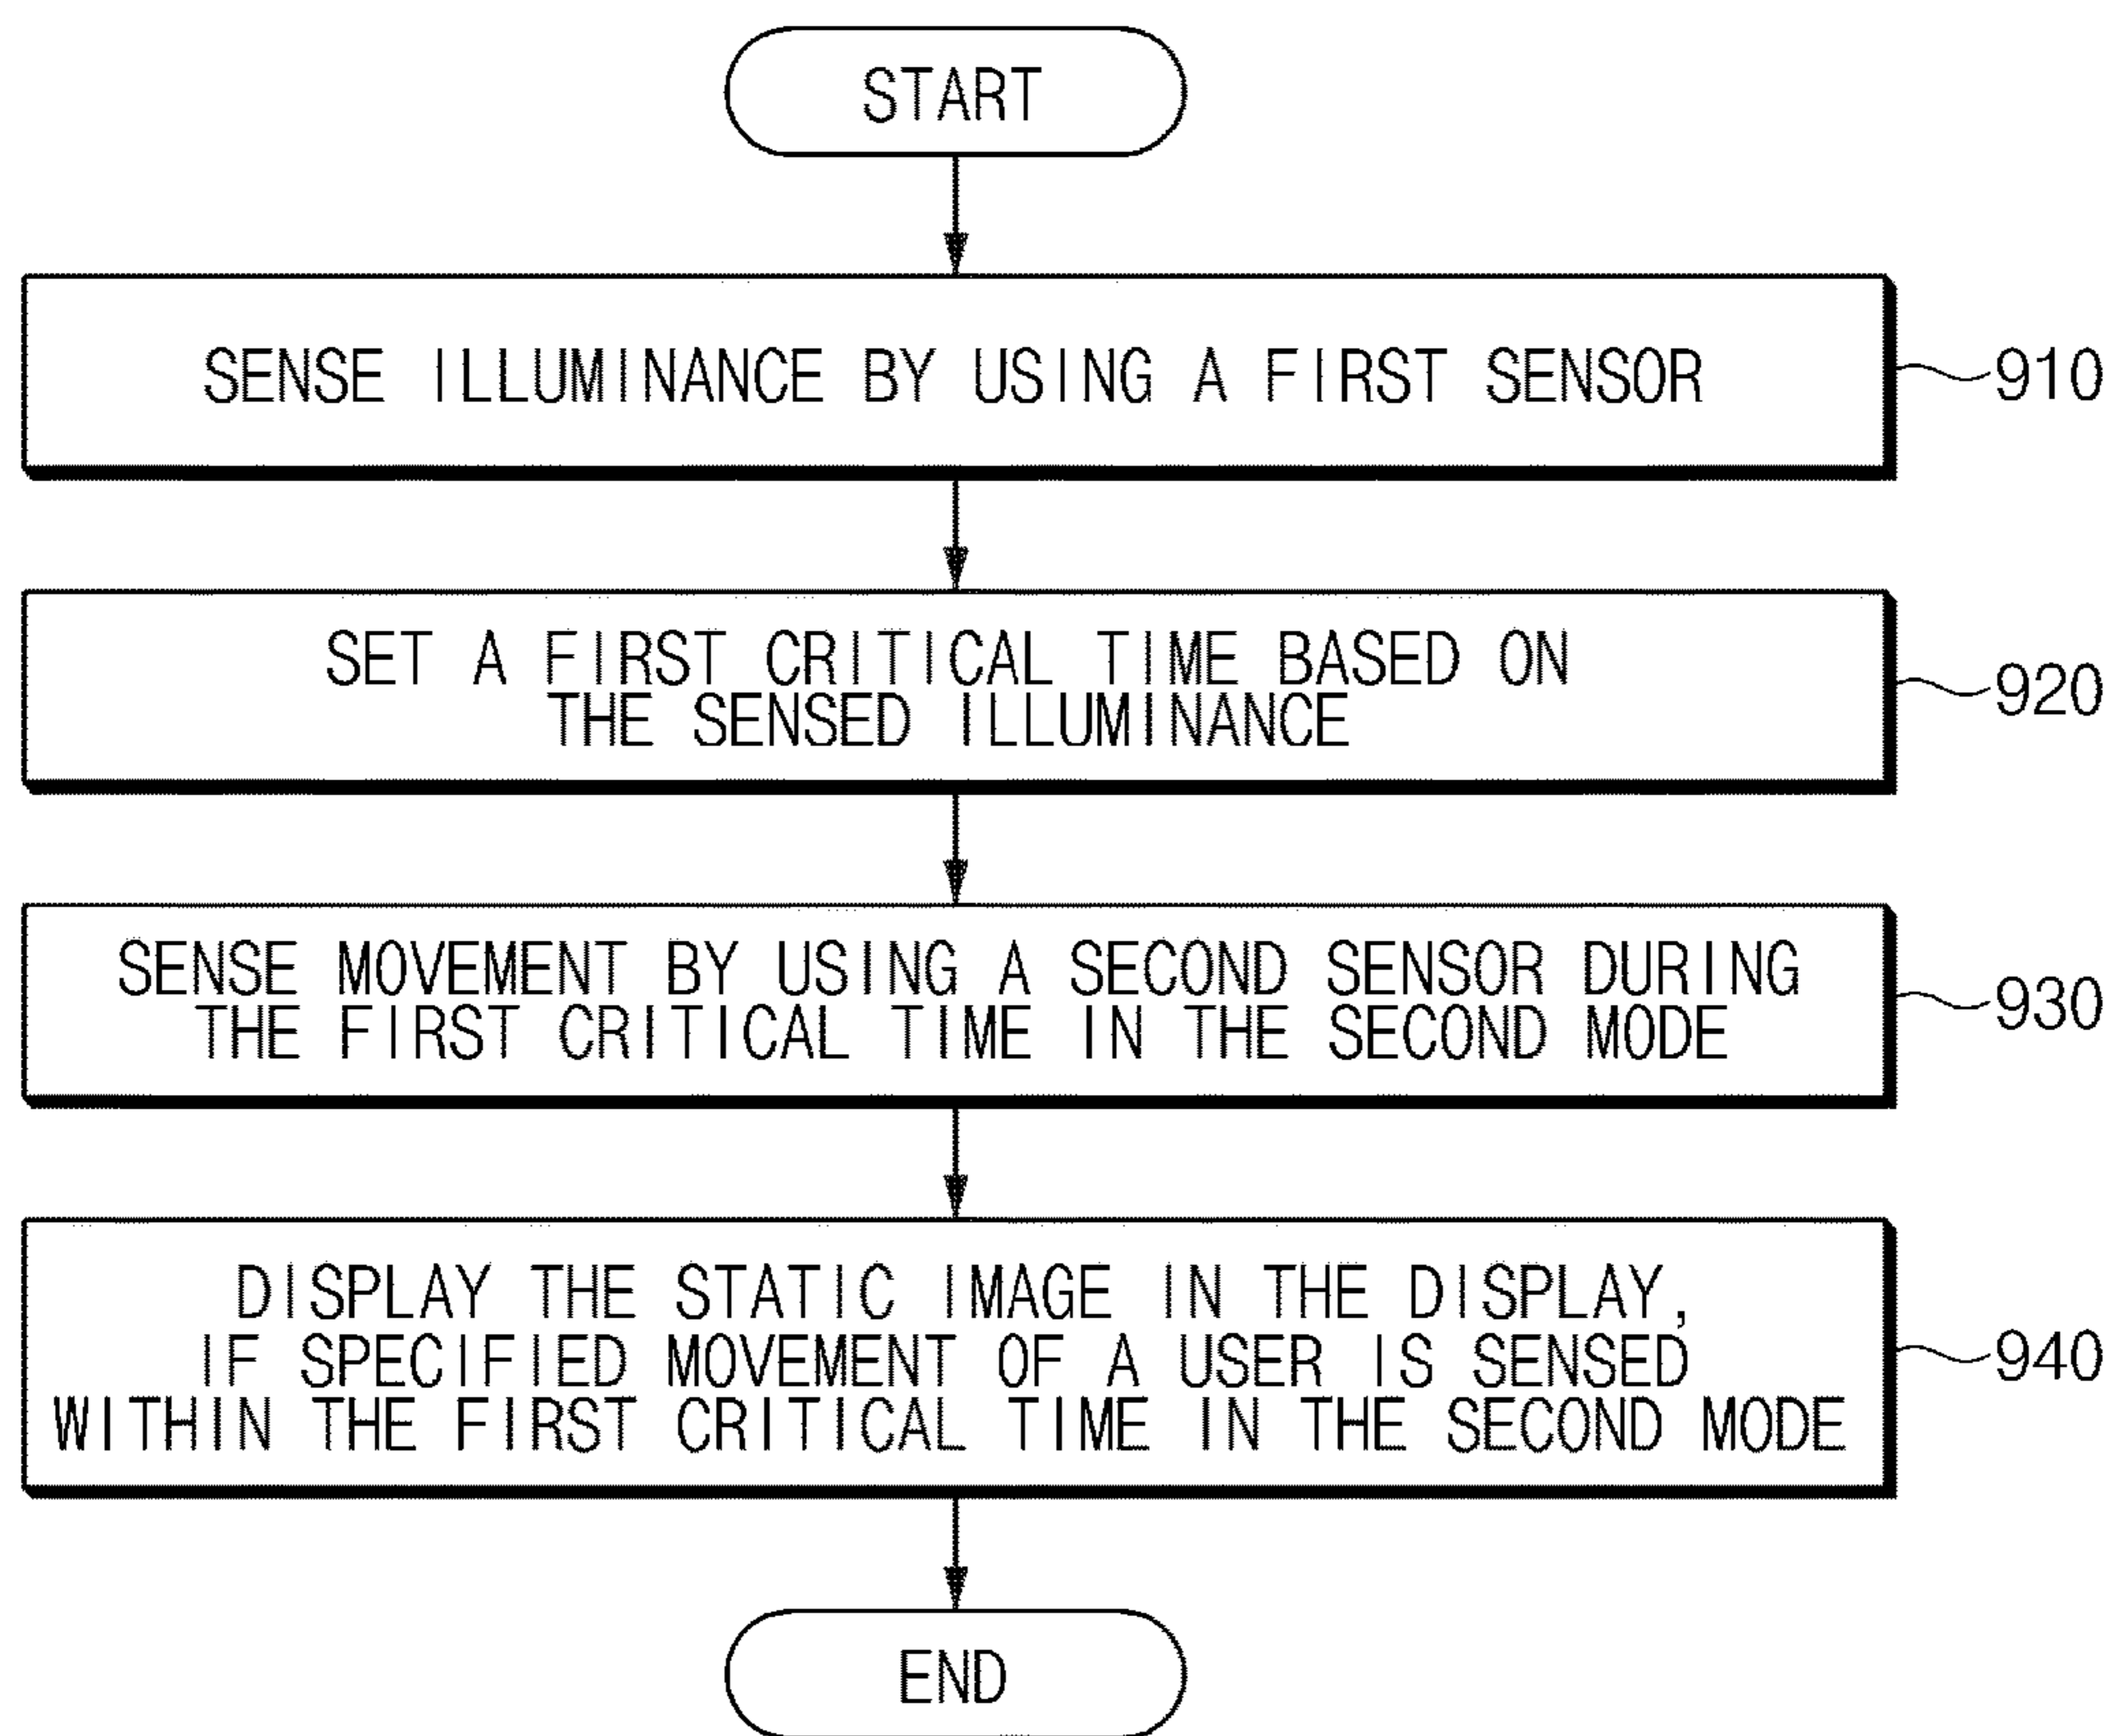 START
SENSE ILLUMINANCE BY USING A FIRST SENSOR
910
SET A FIRST CRITICAL TIME BASED ON
THE SENSED ILLUMINANCE
920
SENSE MOVEMENT BY USING A SECOND SENSOR DURING
THE FIRST CRITICAL TIME IN THE SECOND MODE
930
DISPLAY THE STATIC IMAGE IN THE DISPLAY,
IF SPECIFIED MOVEMENT OF A USER IS SENSED
WITHIN THE FIRST CRITICAL TIME IN THE SECOND MODE
940
END